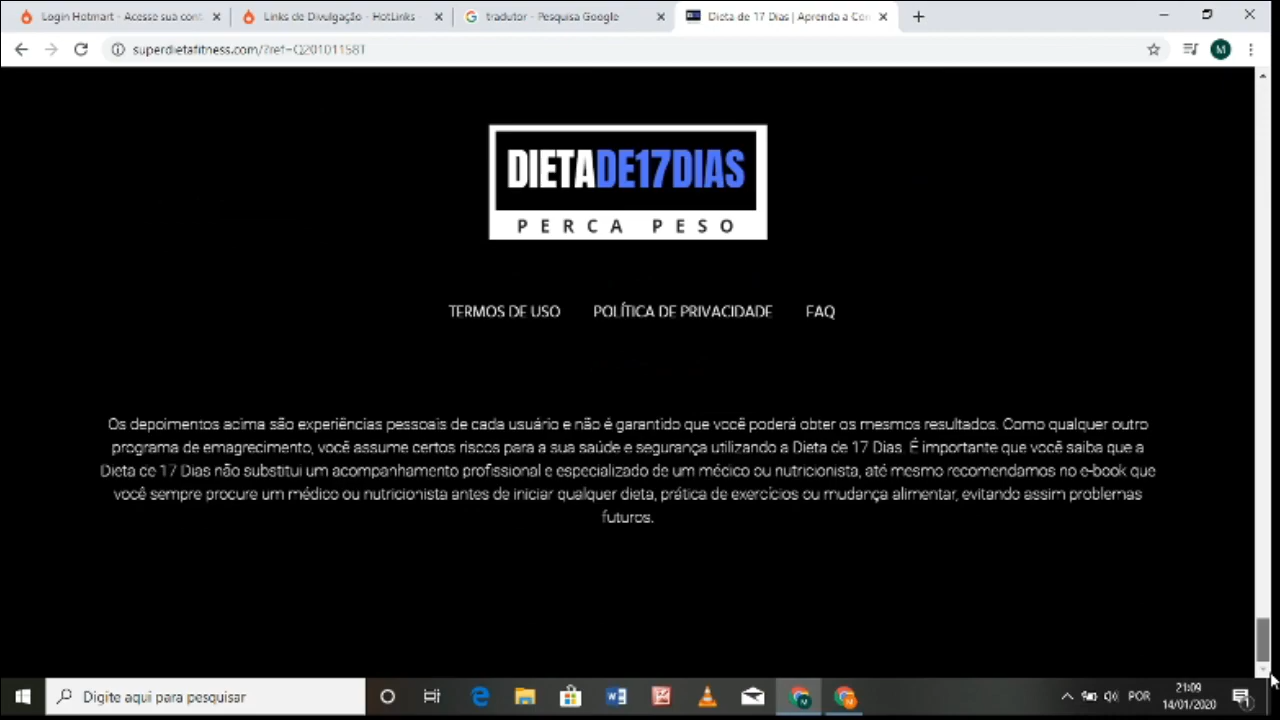 Login Hotmart - Acesse sua cont
Links de Divulgação - HotLinks
tradutor - Pesquisa Google
Dieta de 17 Dias | Aprenda a Con
superdietafitness.com/?ref=Q20101158T
M
DIETADE17DIAS
PERCA PESO
TERMOS DE USO
POLÍTICA DE PRIVACIDADE
FAQ
Os depoimentos acima são experiências pessoais de cada usuário e não é garantido que você poderá obter os mesmos resultados. Como qualquer outro
programa de emagrecimento, você assume certos riscos para a sua saúde e segurança utilizando a Dieta de 17 Dias. É importante que você saiba que a
Dieta de 17 Dias não substitui um acompanhamento profissional e especializado de um médico ou nutricionista, até mesmo recomendamos no e-book que
você sempre procure um médico ou nutricionista antes de iniciar qualquer dieta, prática de exercícios ou mudança alimentar, evitando assim problemas
futuros.
Digite aqui para pesquisar
POR
21:09
14/01/2020
1